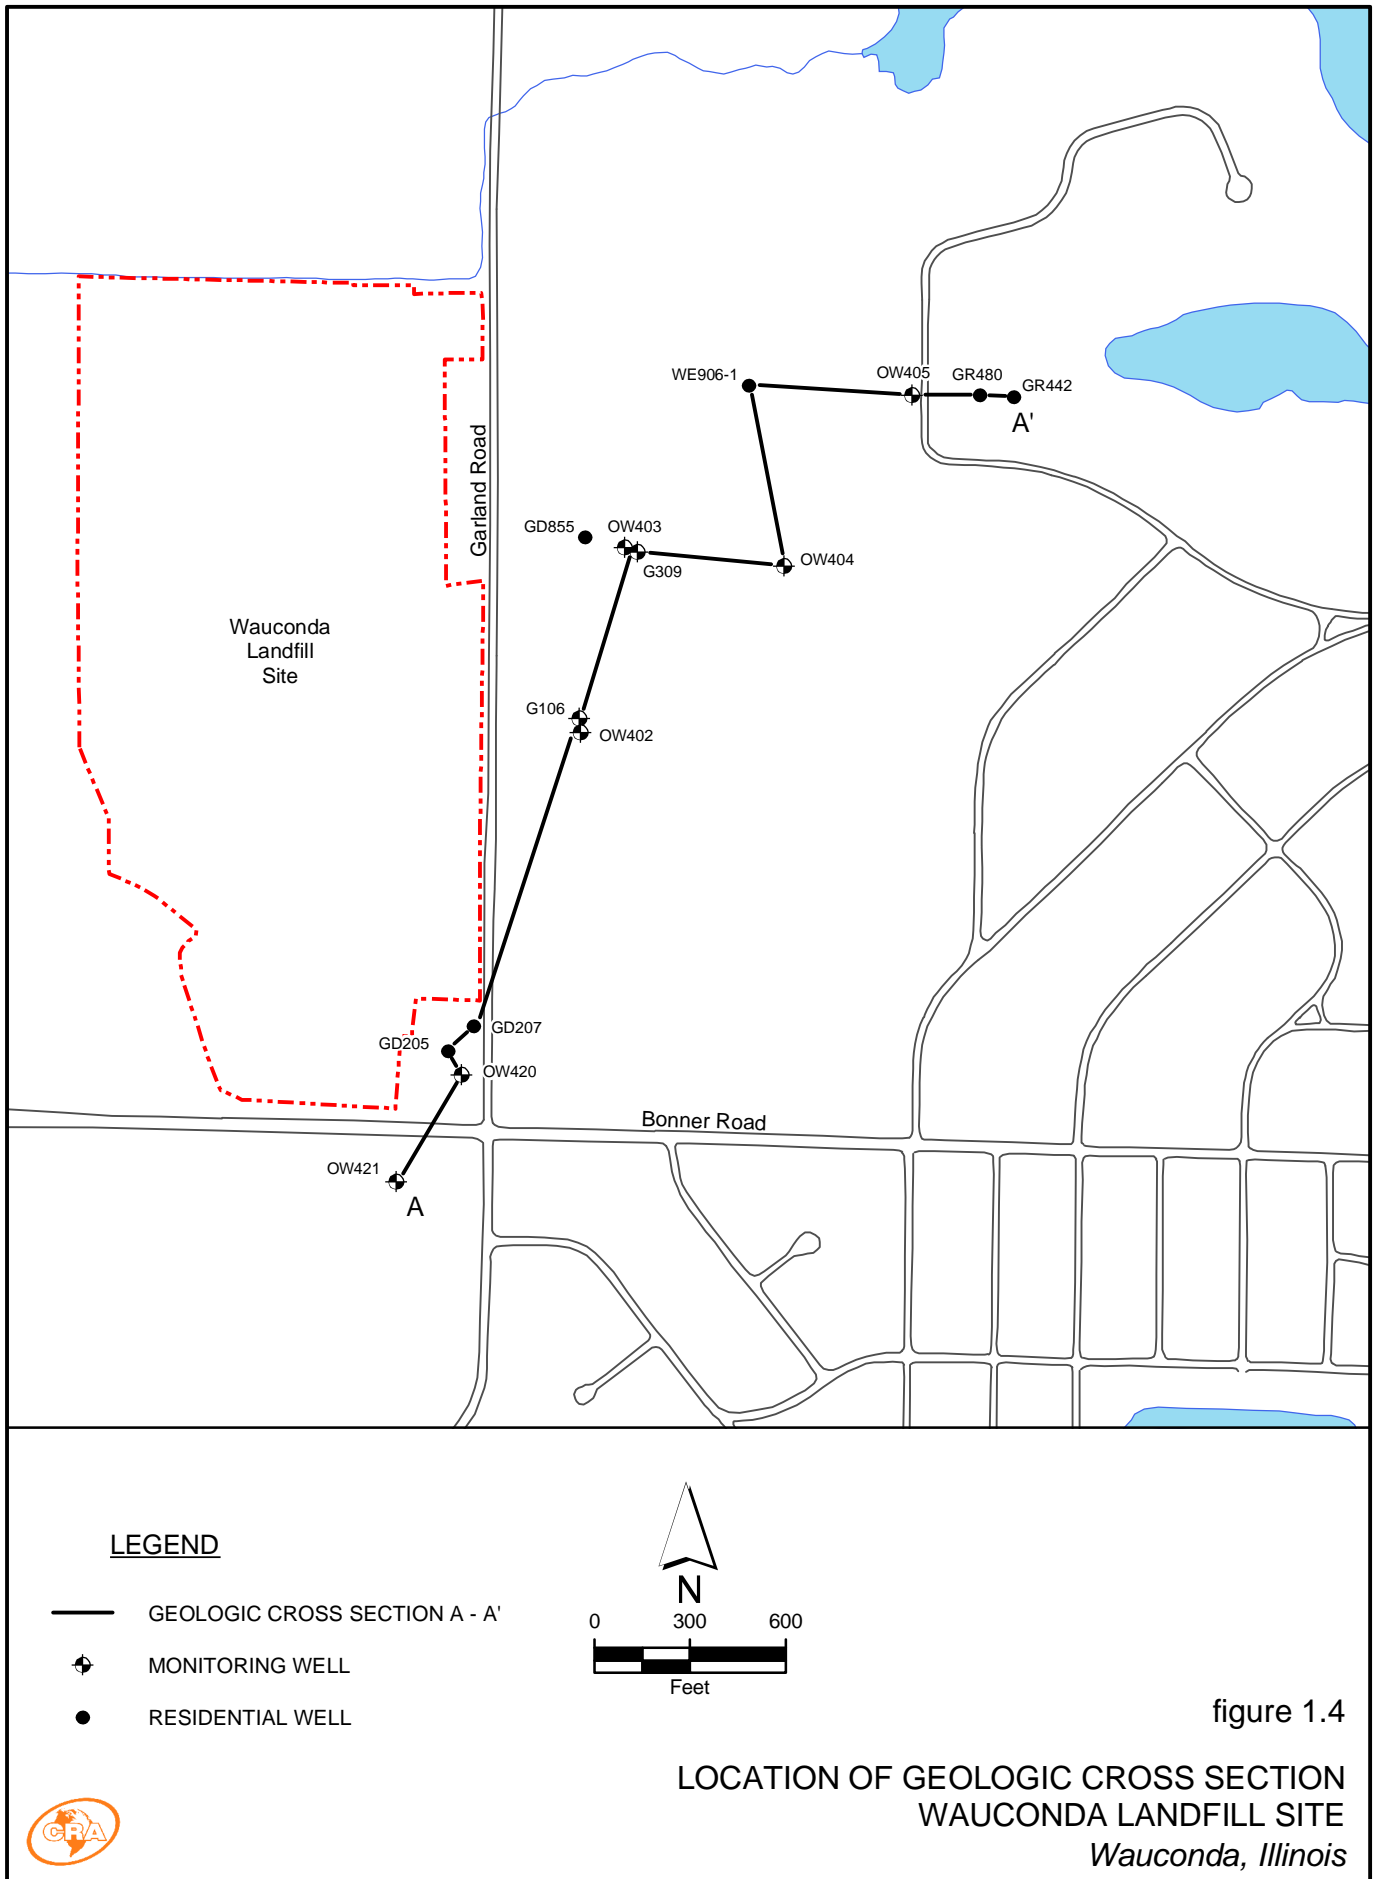 WE906-1
OW405
GR480
GR442
A'
Garland Road
GD855
OW403
G309
OW404
Wauconda
Landfill
Site
G106
OW402
GD207
GD205
OW420
Bonner Road
OW421
A
LEGEND
GEOLOGIC CROSS SECTION A - A'
MONITORING WELL
RESIDENTIAL WELL
N
0 300 600
Feet
figure 1.4
LOCATION OF GEOLOGIC CROSS SECTION
WAUCONDA LANDFILL SITE
Wauconda, Illinois
CRA